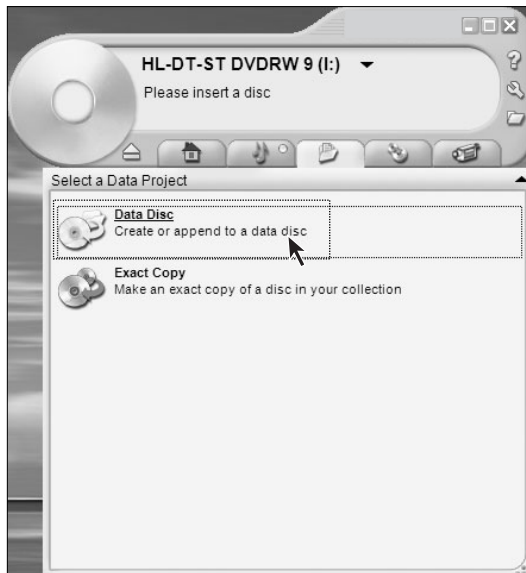 HL-DT-ST DVDRW 9 (I:)
Please insert a disc
Select a Data Project
Data Disc
Create or append to a data disc
Exact Copy
Make an exact copy of a disc in your collection